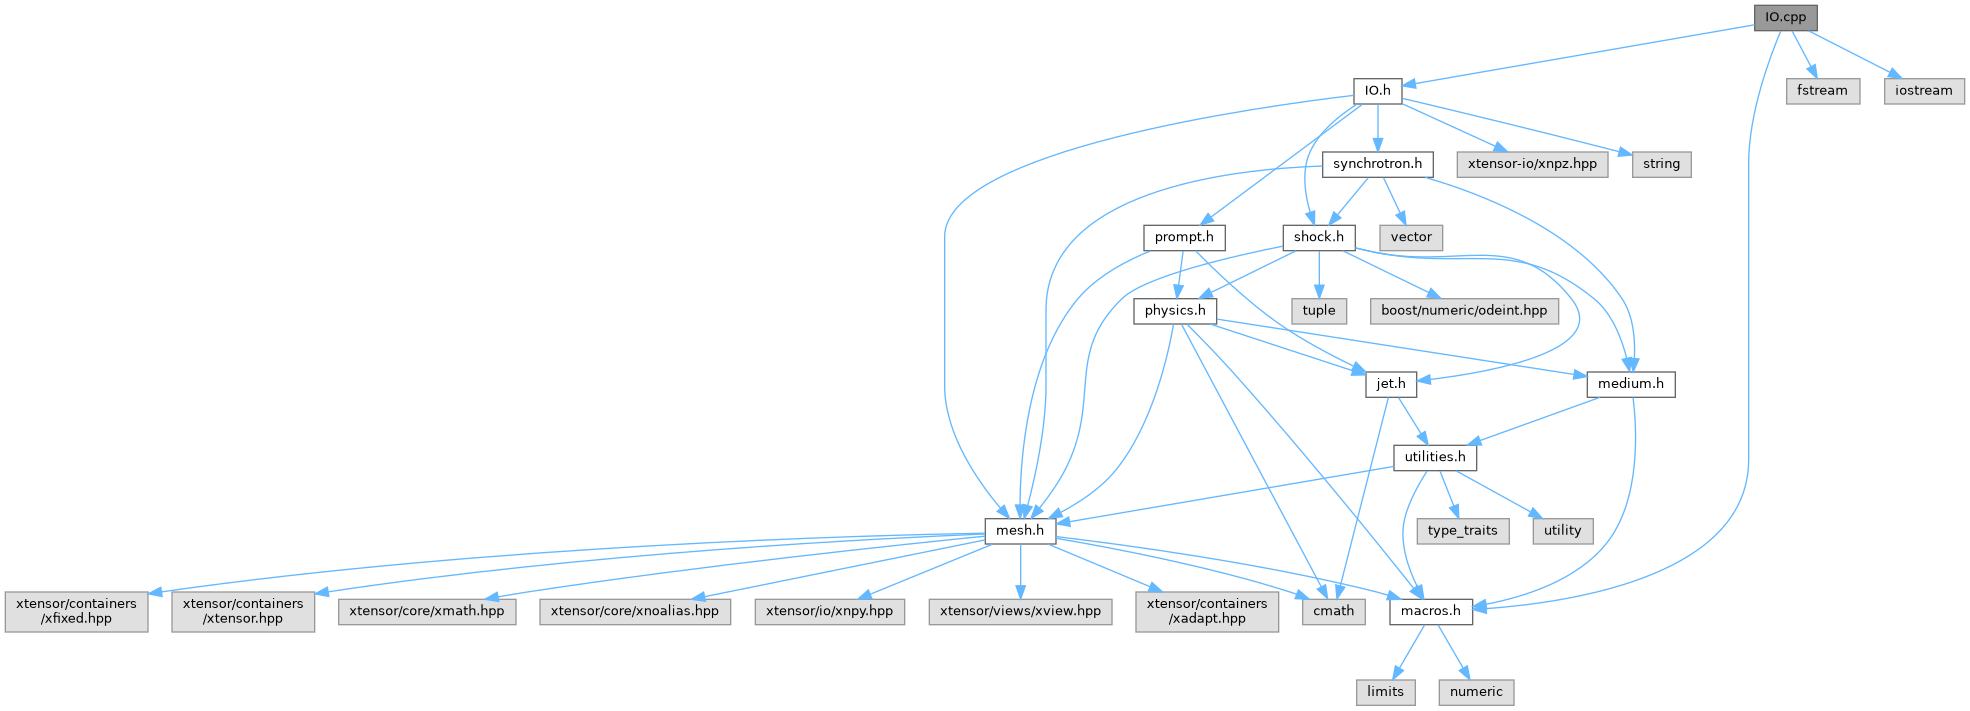 IO.cpp
IO.h
fstream
iostream
synchrotron.h
xtensor-io/xnpz.hpp
string
prompt.h
shock.h
vector
physics.h
tuple
boost/numeric/odeint.hpp
jet.h
medium.h
utilities.h
mesh.h
type_traits
utility
xtensor/containers
/xfixed.hpp
xtensor/containers
/xtensor.hpp
xtensor/core/xmath.hpp
xtensor/core/xnoalias.hpp
xtensor/io/xnpy.hpp
xtensor/views/xview.hpp
xtensor/containers
/xadapt.hpp
cmath
macros.h
limits
numeric